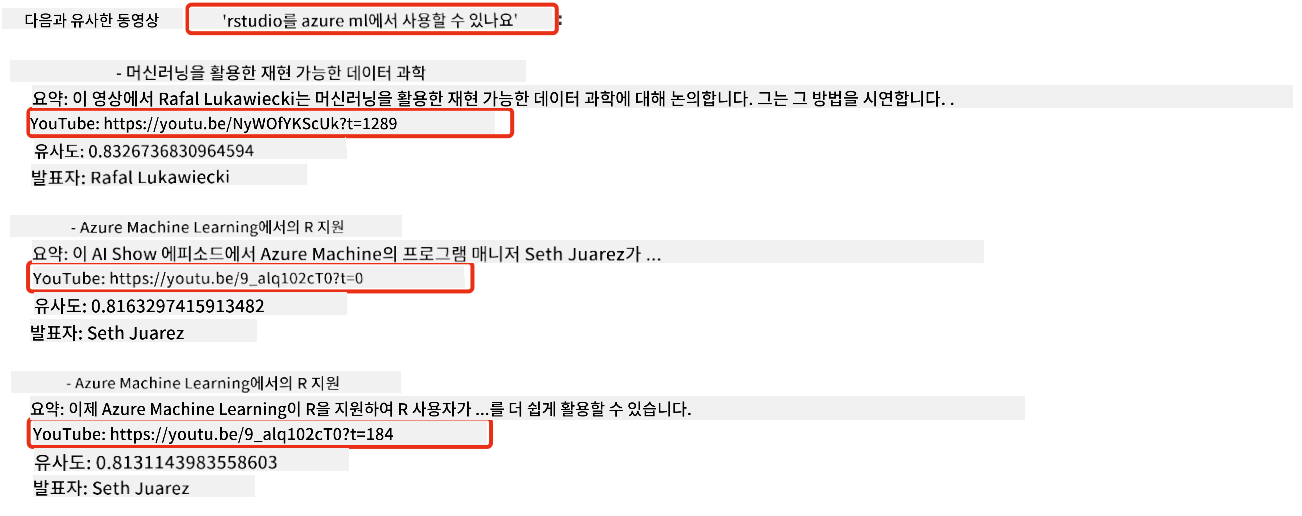 다음과 유사한 동영상 'rstudio를 azure ml에서 사용할 수 있나요':
- 머신러닝을 활용한 재현 가능한 데이터 과학
요약: 이 영상에서 Rafal Lukawiecki는 머신러닝을 활용한 재현 가능한 데이터 과학에 대해 논의합니다. 그는 그 방법을 시연합니다. .
YouTube: https://youtu.be/NyWOfYKScUk?t=1289
유사도: 0.8326736830964594
발표자: Rafal Lukawiecki
- Azure Machine Learning에서의 R 지원
요약: 이 AI Show 에피소드에서 Azure Machine의 프로그램 매니저 Seth Juarez가 ...
YouTube: https://youtu.be/9_alq102cT0?t=0
유사도: 0.8163297415913482
발표자: Seth Juarez
- Azure Machine Learning에서의 R 지원
요약: 이제 Azure Machine Learning이 R을 지원하여 R 사용자가 ...를 더 쉽게 활용할 수 있습니다.
YouTube: https://youtu.be/9_alq102cT0?t=184
유사도: 0.8131143983558603
발표자: Seth Juarez